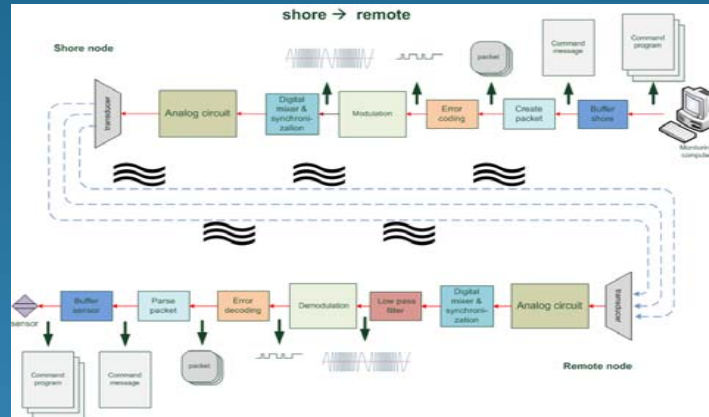 shore → remote
Shore node
packet
Command
message
Command
program
transducer
Analog circuit
Digital
mixer &
synchroni-
zation
Modulation
Error
coding
Create
packet
Buffer
shore
Monitoring
computer
Buffer
sensor
Parse
packet
Error
decoding
Demodulation
Low pass
filter
Digital
mixer &
synchroni-
zation
Analog circuit
transducer
sensor
Command
program
Command
message
packet
Remote node